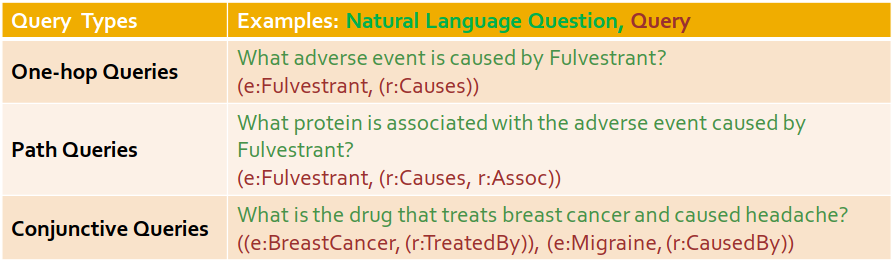 Query Types
Examples: Natural Language Question, Query
One-hop Queries
What adverse event is caused by Fulvestrant?
(e:Fulvestrant, (r:Causes))
Path Queries
What protein is associated with the adverse event caused by
Fulvestrant?
(e:Fulvestrant, (r:Causes, r:Assoc))
Conjunctive Queries
What is the drug that treats breast cancer and caused headache?
((e:BreastCancer, (r:TreatedBy)), (e:Migraine, (r:CausedBy))